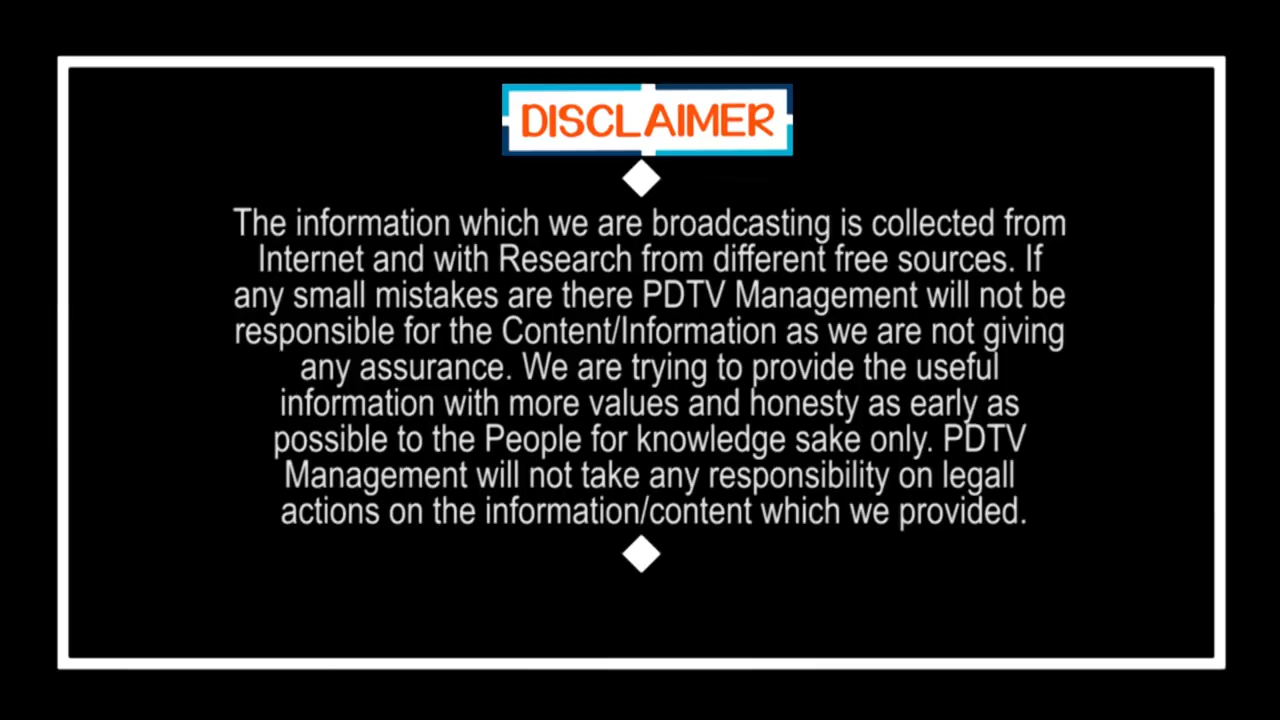 DISCLAIMER
The information which we are broadcasting is collected from
Internet and with Research from different free sources. If
any small mistakes are there PDTV Management will not be
responsible for the Content/Information as we are not giving
any assurance. We are trying to provide the useful
information with more values and honesty as early as
possible to the People for knowledge sake only. PDTV
Management will not take any responsibility on legall
actions on the information/content which we provided.